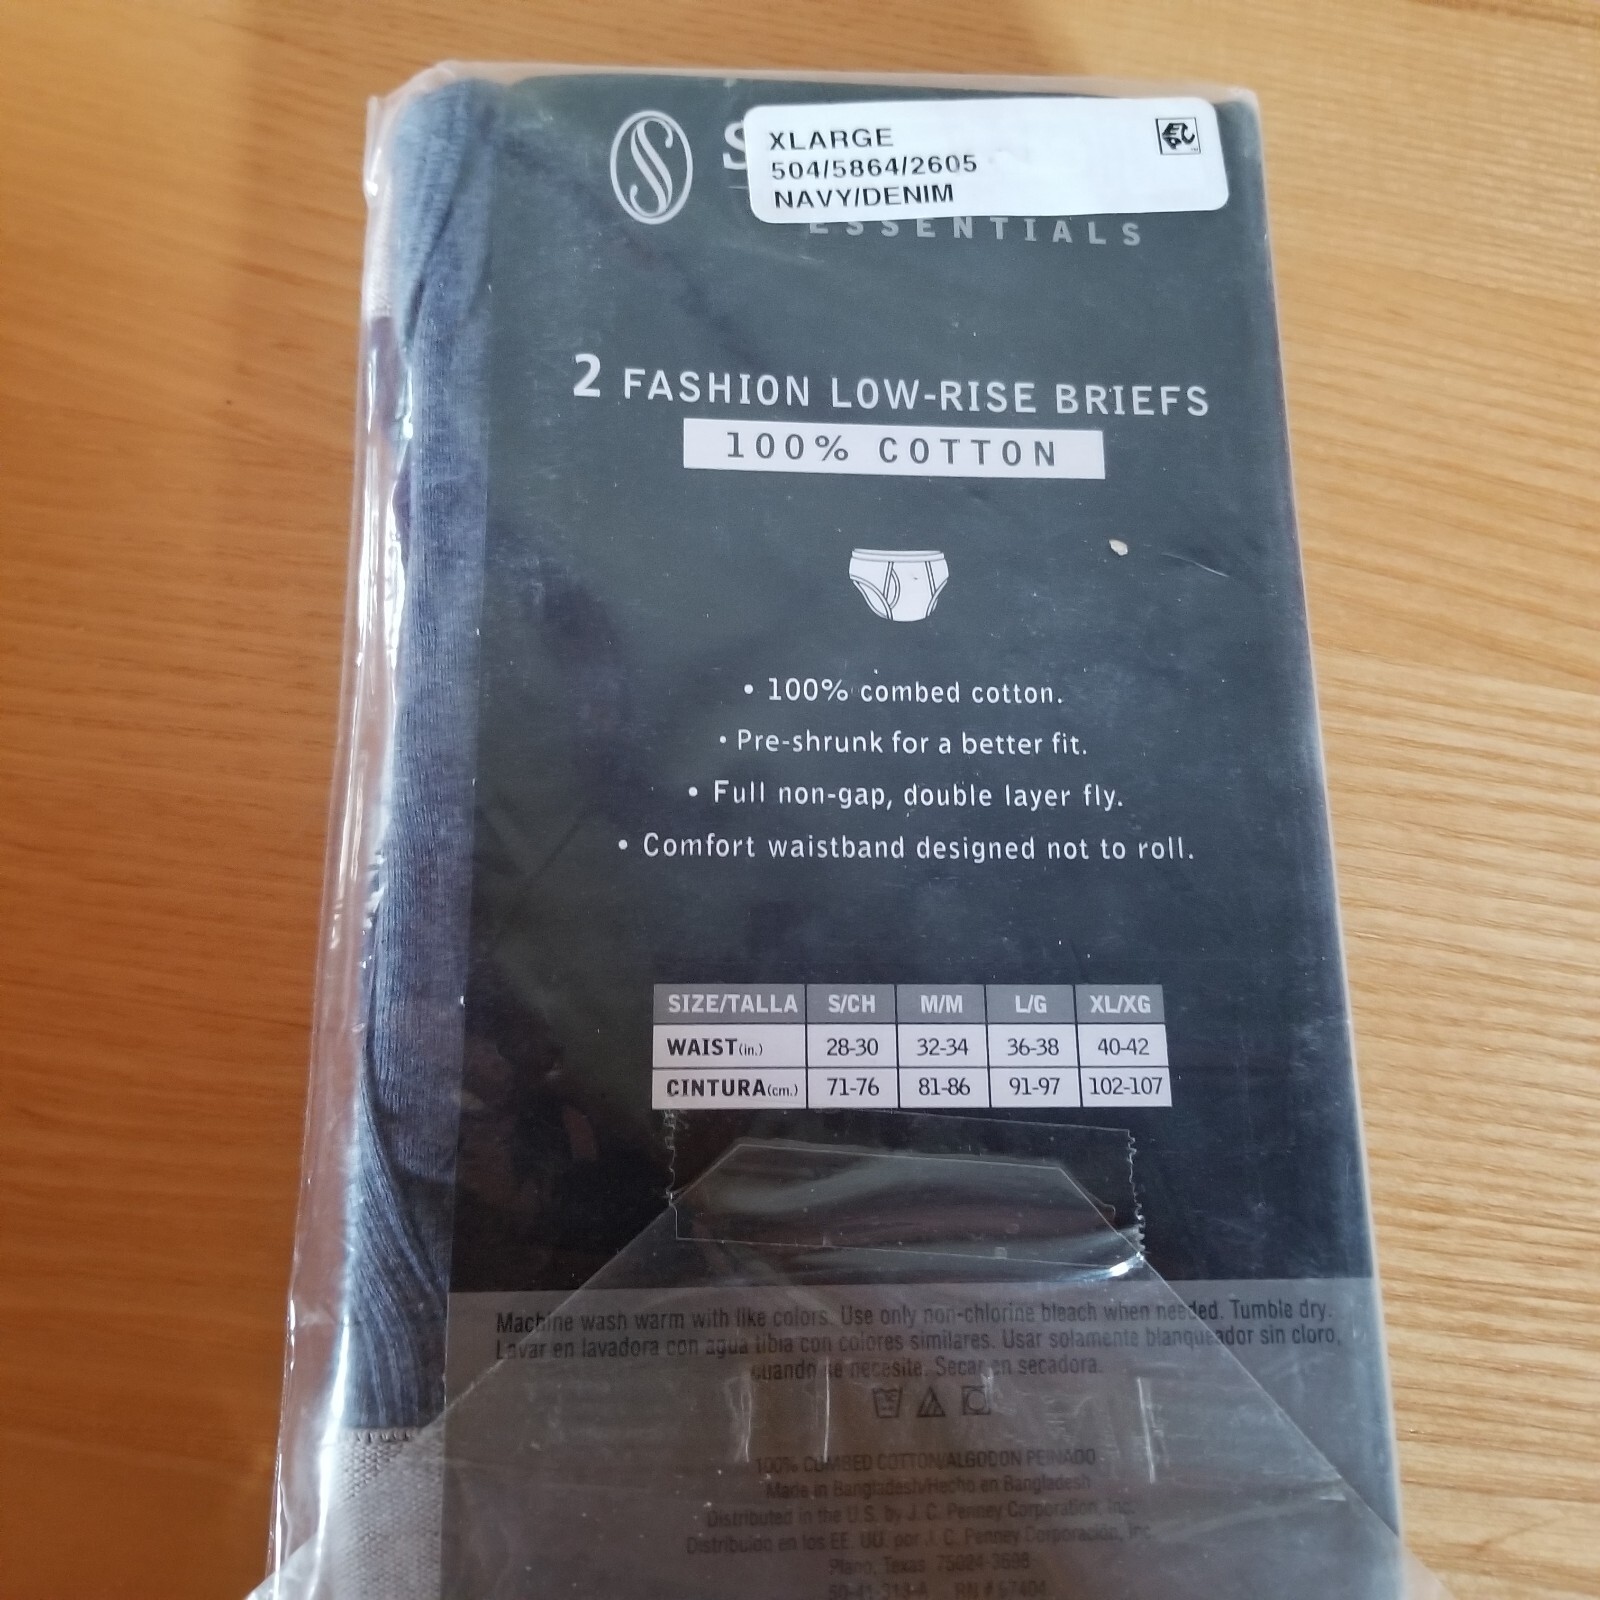 XLARGE
504/5864/2605
NAVY/DENIM
S
ESSENTIALS
2 FASHION LOW-RISE BRIEFS
100% COTTON
• 100% combed cotton.
• Pre-shrunk for a better fit.
• Full non-gap, double layer fly.
• Comfort waistband designed not to roll.
SIZE/TALLA S/CH M/M L/G XL/XG
WAIST(in.) 28-30 32-34 36-38 40-42
CINTURA(cm.) 71-76 81-86 91-97 102-107
Machine wash warm with like colors. Use only non-chlorine bleach when needed. Tumble dry.
Lavar en lavadora con agua tibia con colores similares. Usar solamente blanqueador sin cloro,
cuando se necesite. Secar en secadora.
100% COMBED COTTON/ALGODON PEINADO
Made in Bangladesh/Hecho en Bangladesh
Distributed in the U.S. by J. C. Penney Corporation, Inc.
Distribuido en los EE. UU. por J. C. Penney Corporación, Inc.
Plano, Texas 75024-3698
RN # 57404